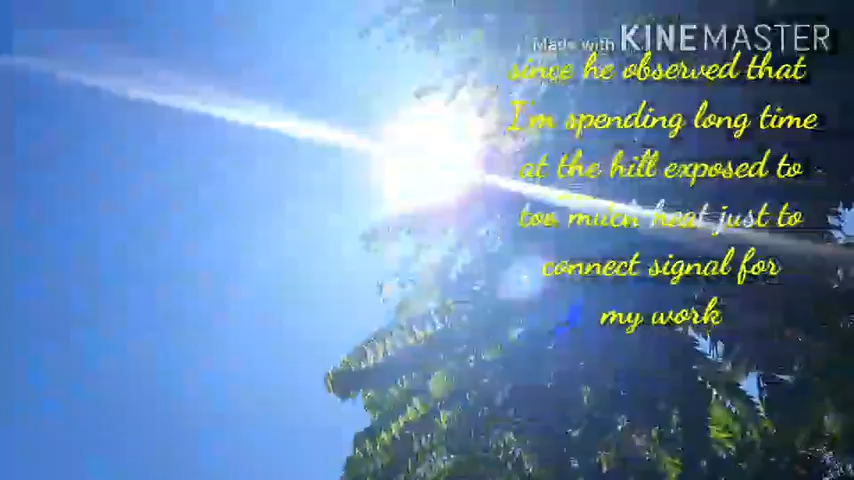 Made with KINEMASTER
since he observed that
I'm spending long time
at the hill exposed to
too much heat just to
connect signal for
my work